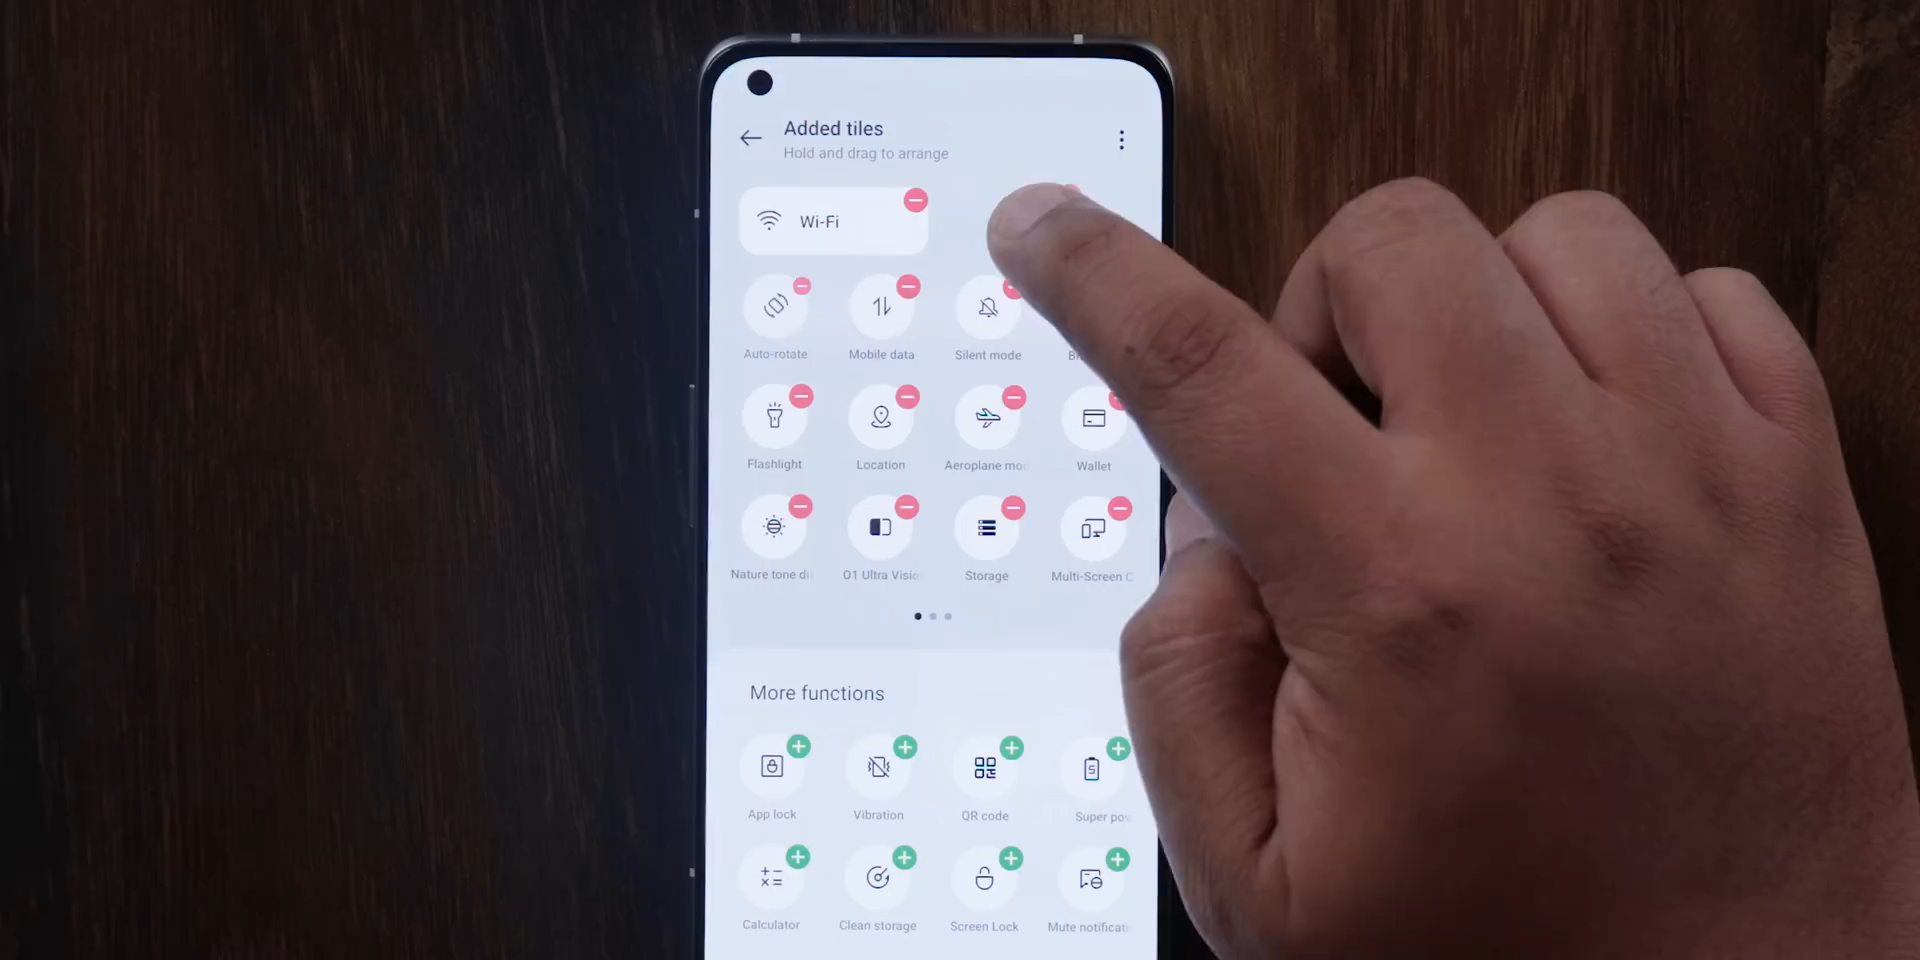 Added tiles
Hold and drag to arrange
Wi-Fi
Auto-rotate
Mobile data
Silent mode
Flashlight
Location
Aeroplane mo
Wallet
Nature tone di
O1 Ultra Visio
Storage
Multi-Screen C
More functions
App lock
Vibration
QR code
Super po
Calculator
Clean storage
Screen Lock
Mute notificat